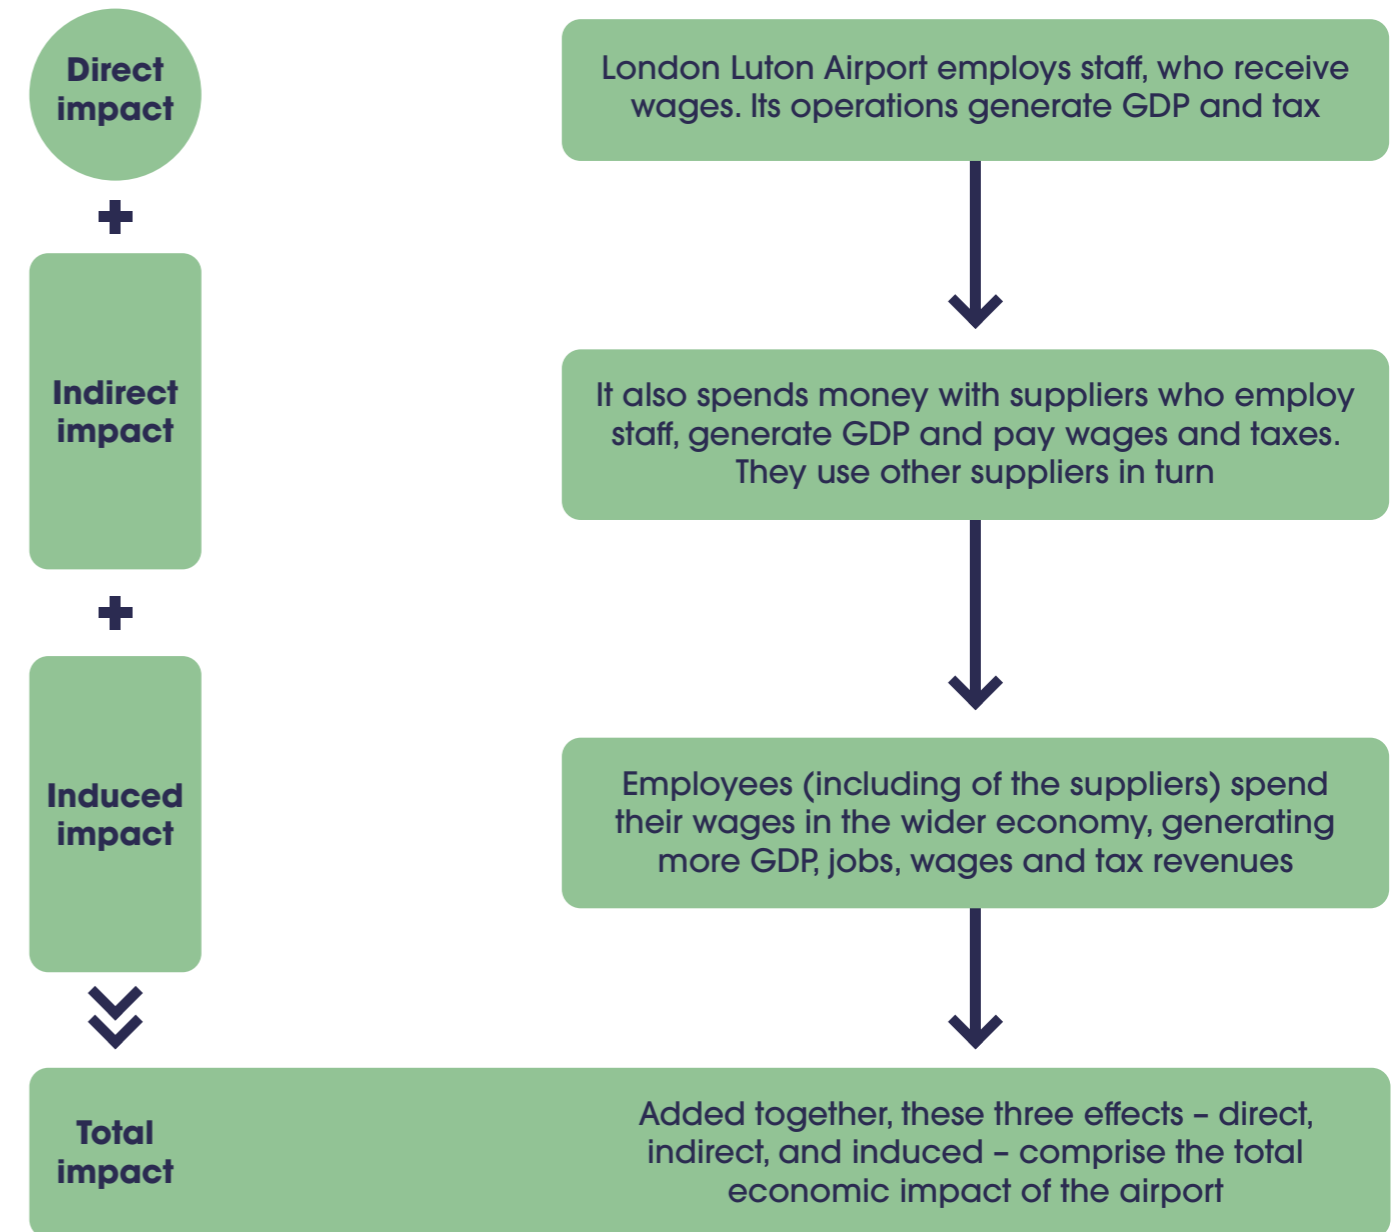 Direct
impact
London Luton Airport employs staff, who receive
wages. Its operations generate GDP and tax
+
Indirect
impact
It also spends money with suppliers who employ
staff, generate GDP and pay wages and taxes.
They use other suppliers in turn
+
Induced
impact
Employees (including of the suppliers) spend
their wages in the wider economy, generating
more GDP, jobs, wages and tax revenues
Total
impact
Added together, these three effects – direct,
indirect, and induced – comprise the total
economic impact of the airport